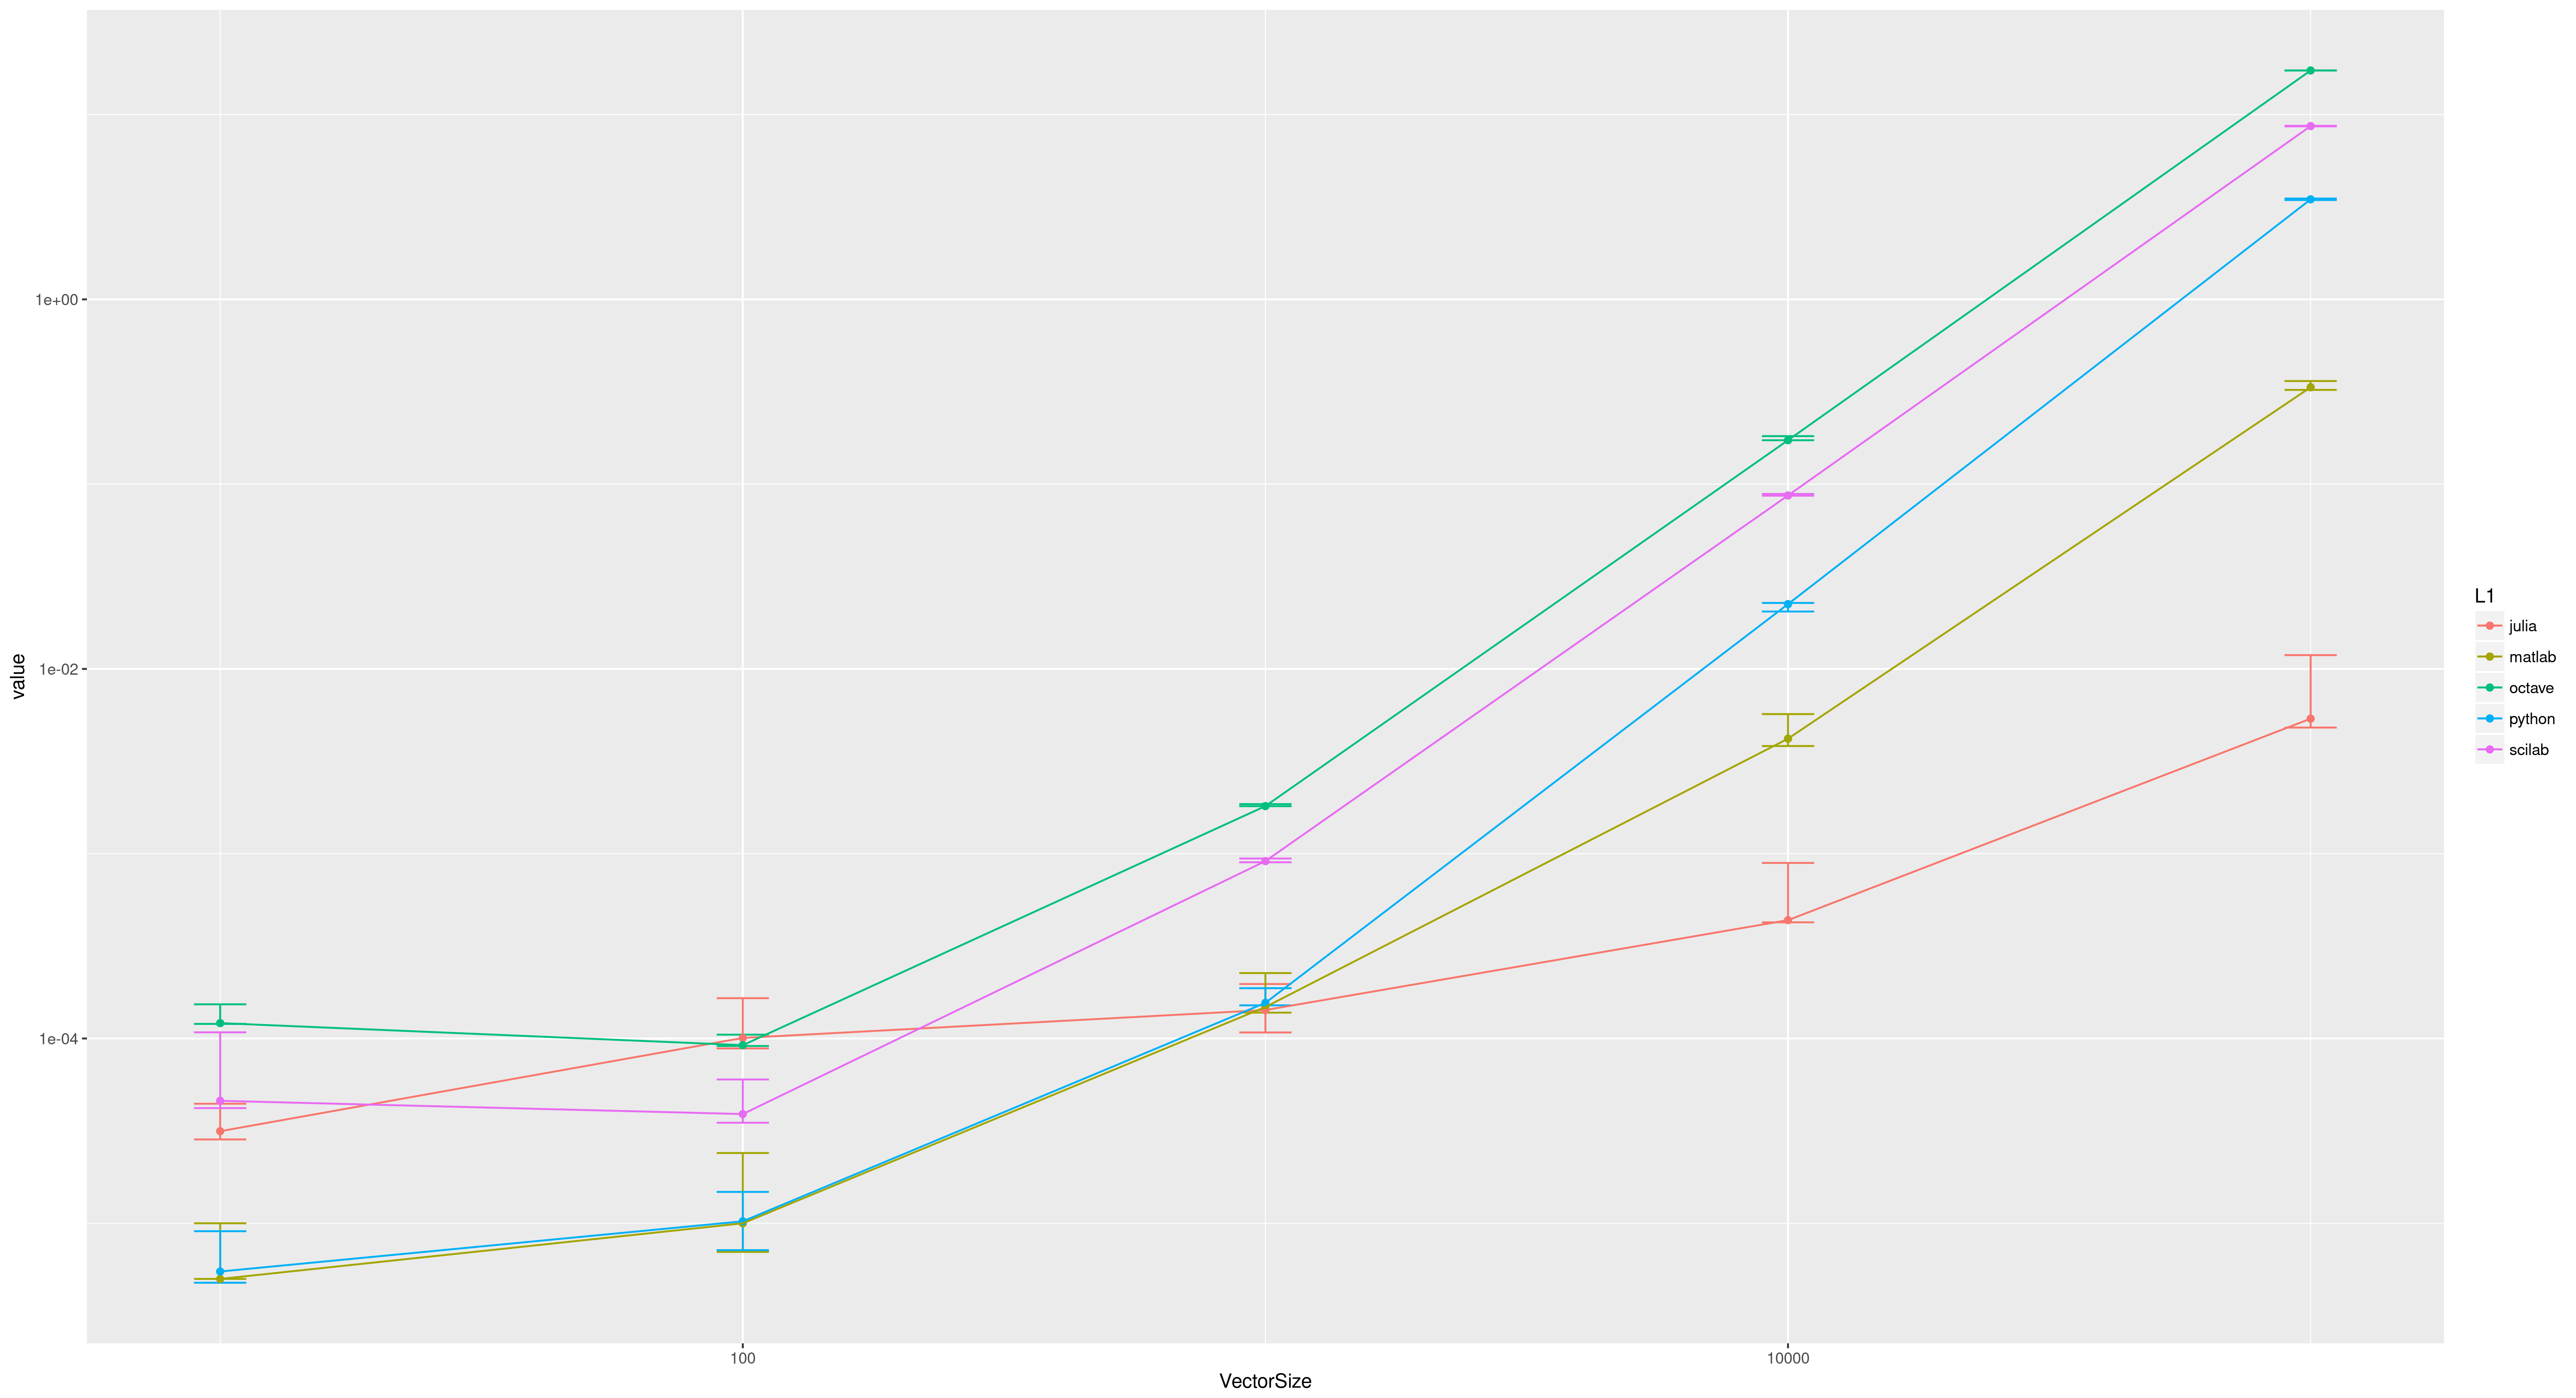 value
1e+00
1e-02
1e-04
100
10000
VectorSize
L1
julia
matlab
octave
python
scilab